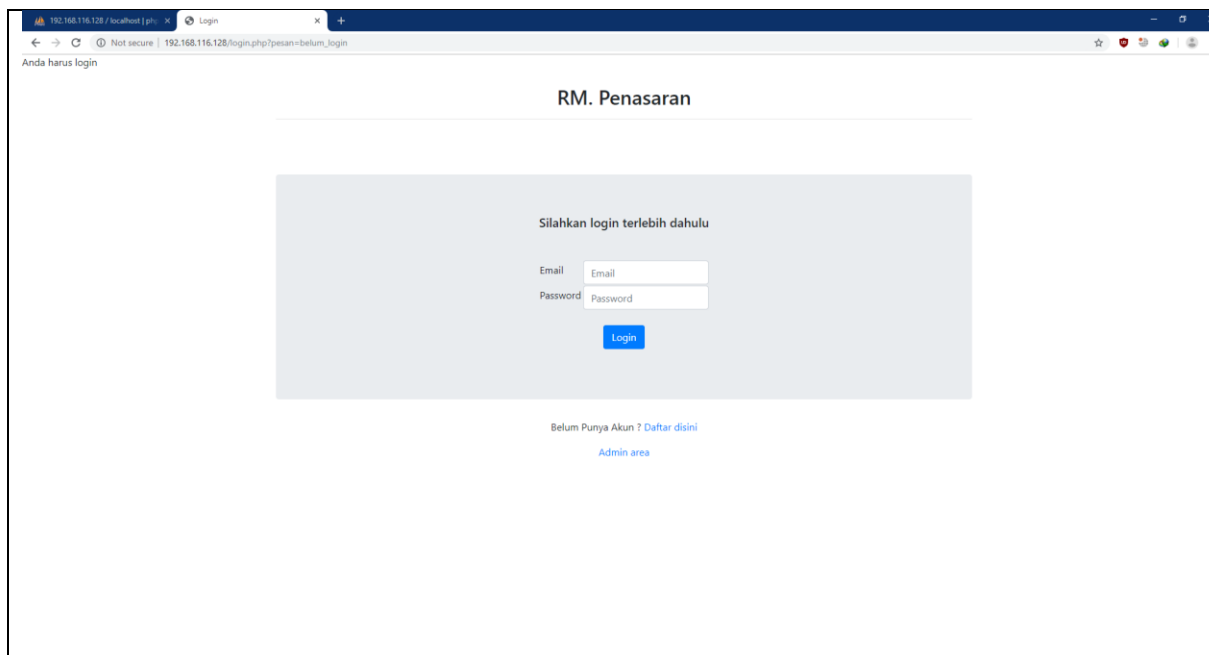 192.168.116.128 / localhost | php
Login
Not secure | 192.168.116.128/login.php?pesan=belum_login
Anda harus login
RM. Penasaran
Silahkan login terlebih dahulu
Email Email
Password Password
Login
Belum Punya Akun ? Daftar disini
Admin area